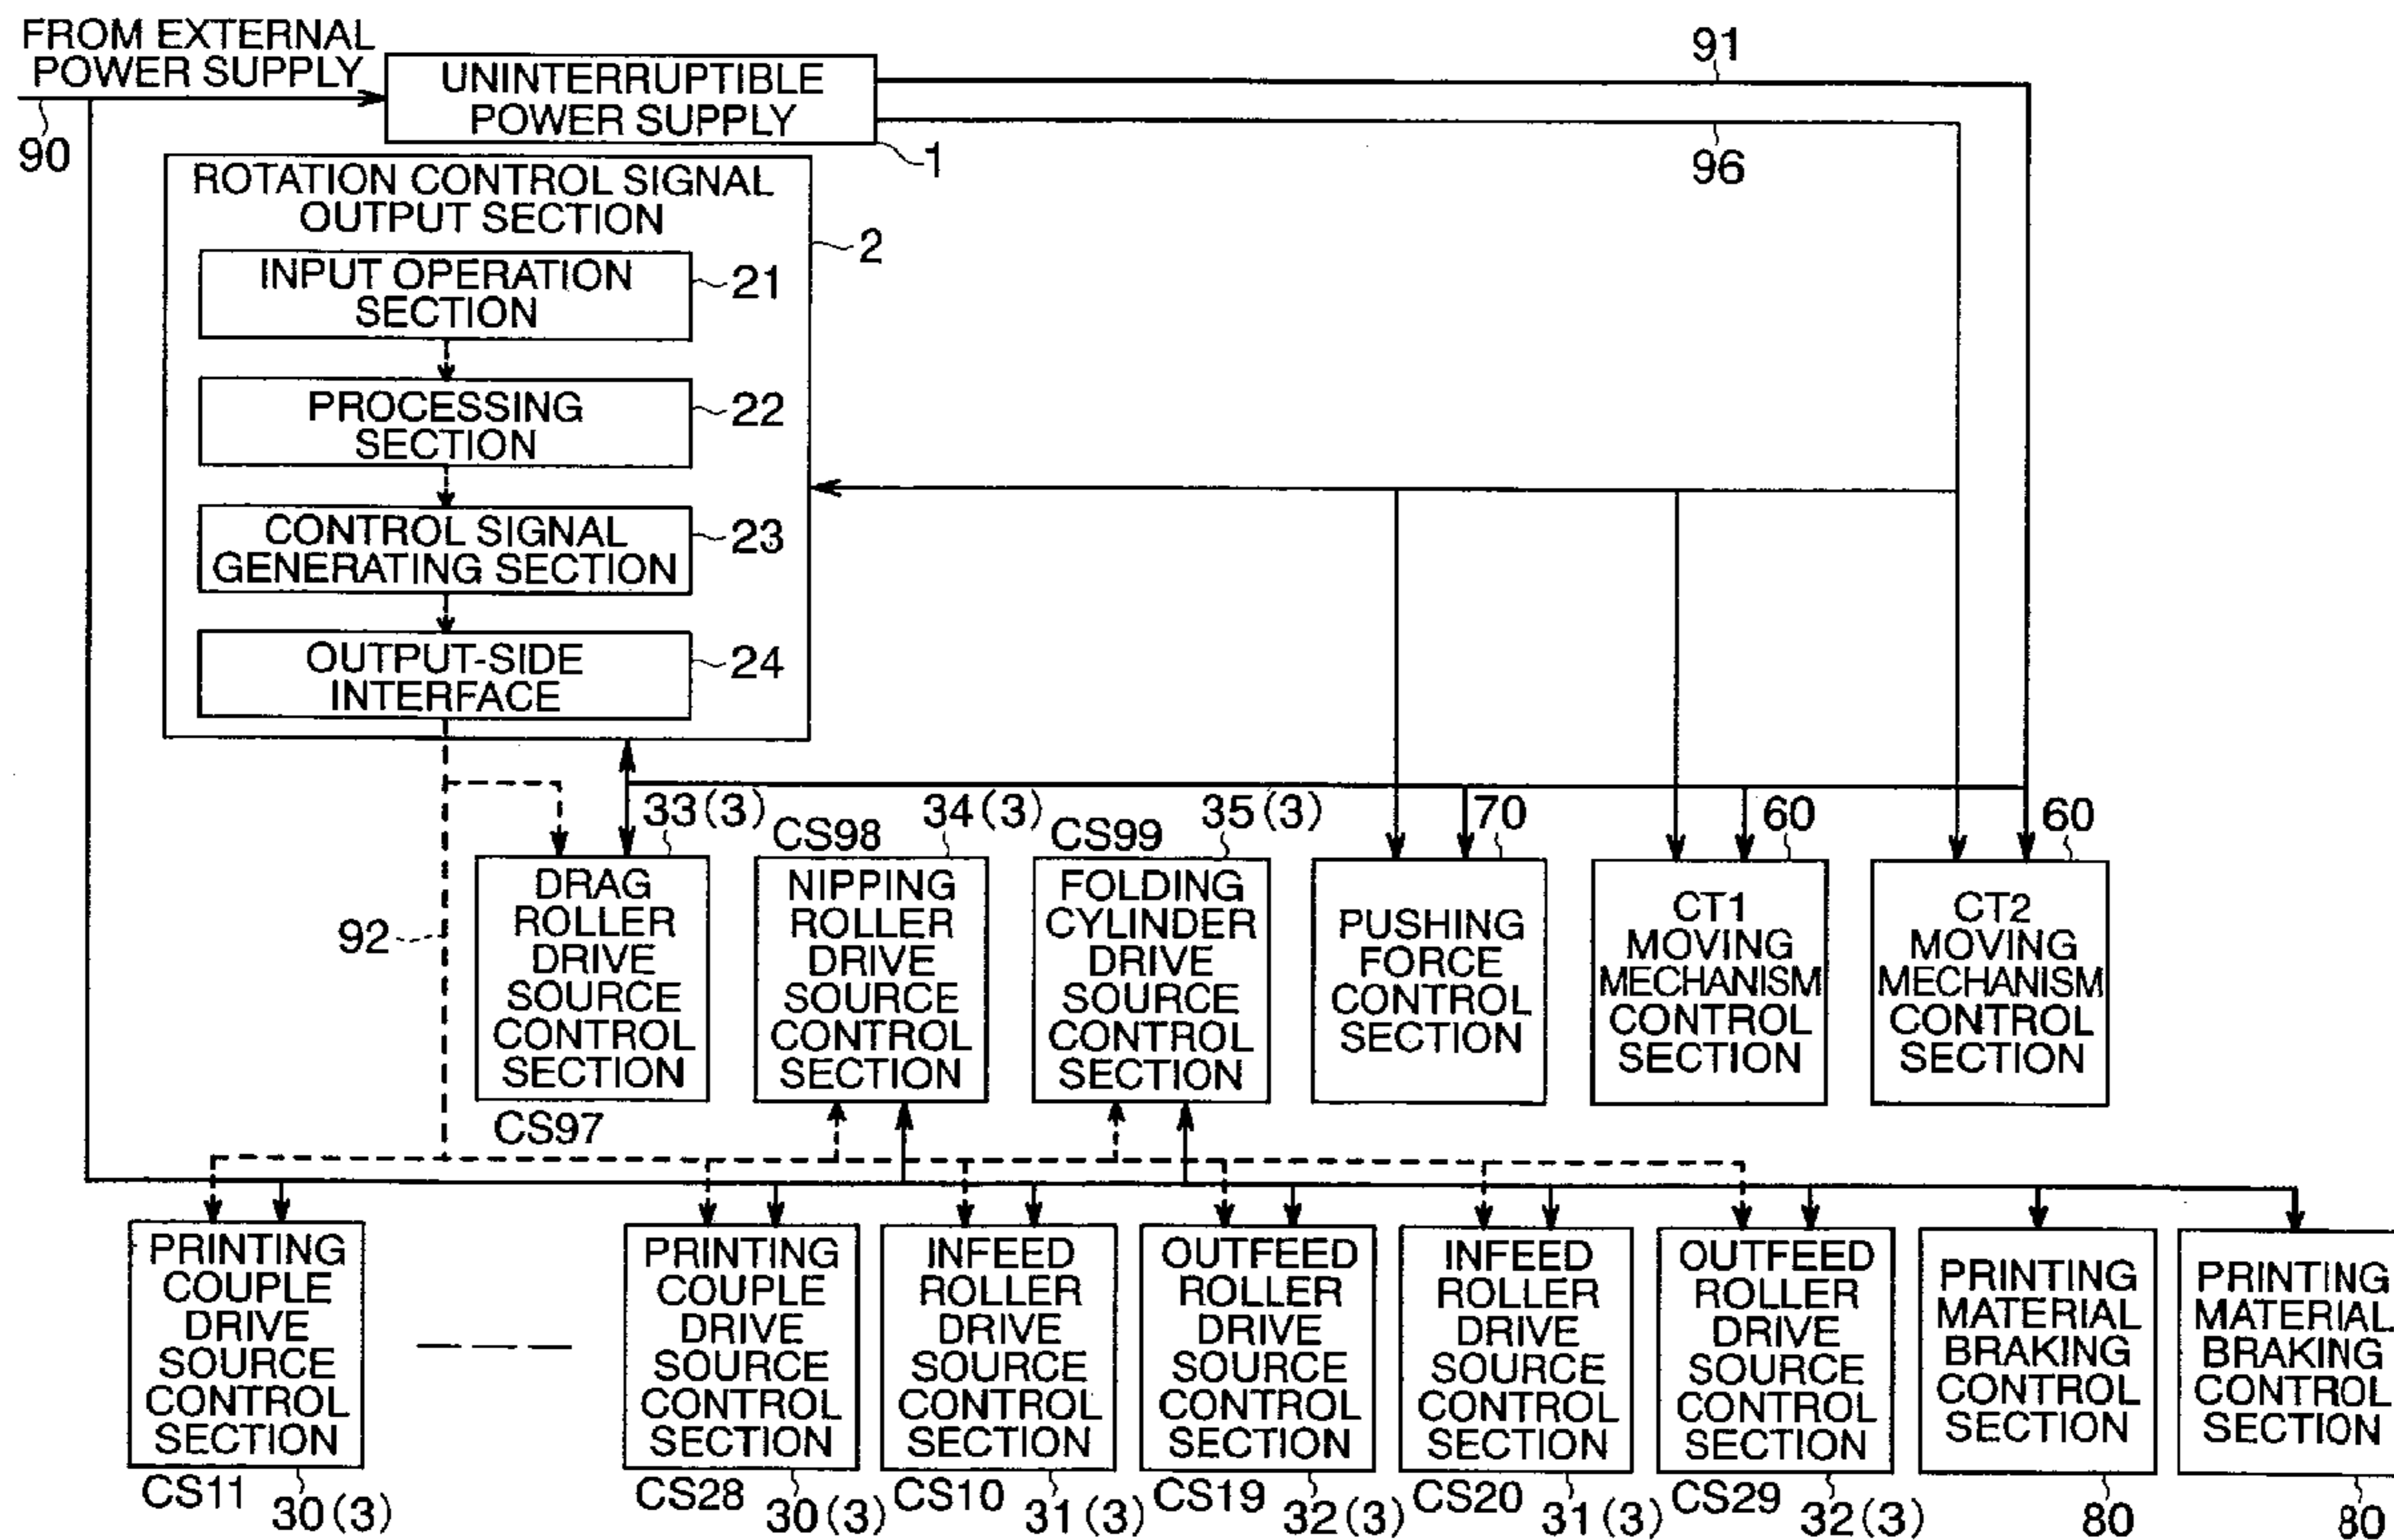 FROM EXTERNAL
POWER SUPPLY
90
UNINTERRUPTIBLE
POWER SUPPLY
1
91
96
ROTATION CONTROL SIGNAL
OUTPUT SECTION
2
INPUT OPERATION
SECTION
21
PROCESSING
SECTION
22
CONTROL SIGNAL
GENERATING SECTION
23
OUTPUT-SIDE
INTERFACE
24
92
33(3)
DRAG
ROLLER
DRIVE
SOURCE
CONTROL
SECTION
CS97
CS98
34(3)
NIPPING
ROLLER
DRIVE
SOURCE
CONTROL
SECTION
CS99
35(3)
FOLDING
CYLINDER
DRIVE
SOURCE
CONTROL
SECTION
70
PUSHING
FORCE
CONTROL
SECTION
60
CT1
MOVING
MECHANISM
CONTROL
SECTION
60
CT2
MOVING
MECHANISM
CONTROL
SECTION
PRINTING
COUPLE
DRIVE
SOURCE
CONTROL
SECTION
CS11
30(3)
PRINTING
COUPLE
DRIVE
SOURCE
CONTROL
SECTION
CS28
30(3)
INFEED
ROLLER
DRIVE
SOURCE
CONTROL
SECTION
CS10
31(3)
OUTFEED
ROLLER
DRIVE
SOURCE
CONTROL
SECTION
CS19
32(3)
INFEED
ROLLER
DRIVE
SOURCE
CONTROL
SECTION
CS20
31(3)
OUTFEED
ROLLER
DRIVE
SOURCE
CONTROL
SECTION
CS29
32(3)
PRINTING
MATERIAL
BRAKING
CONTROL
SECTION
80
PRINTING
MATERIAL
BRAKING
CONTROL
SECTION
80